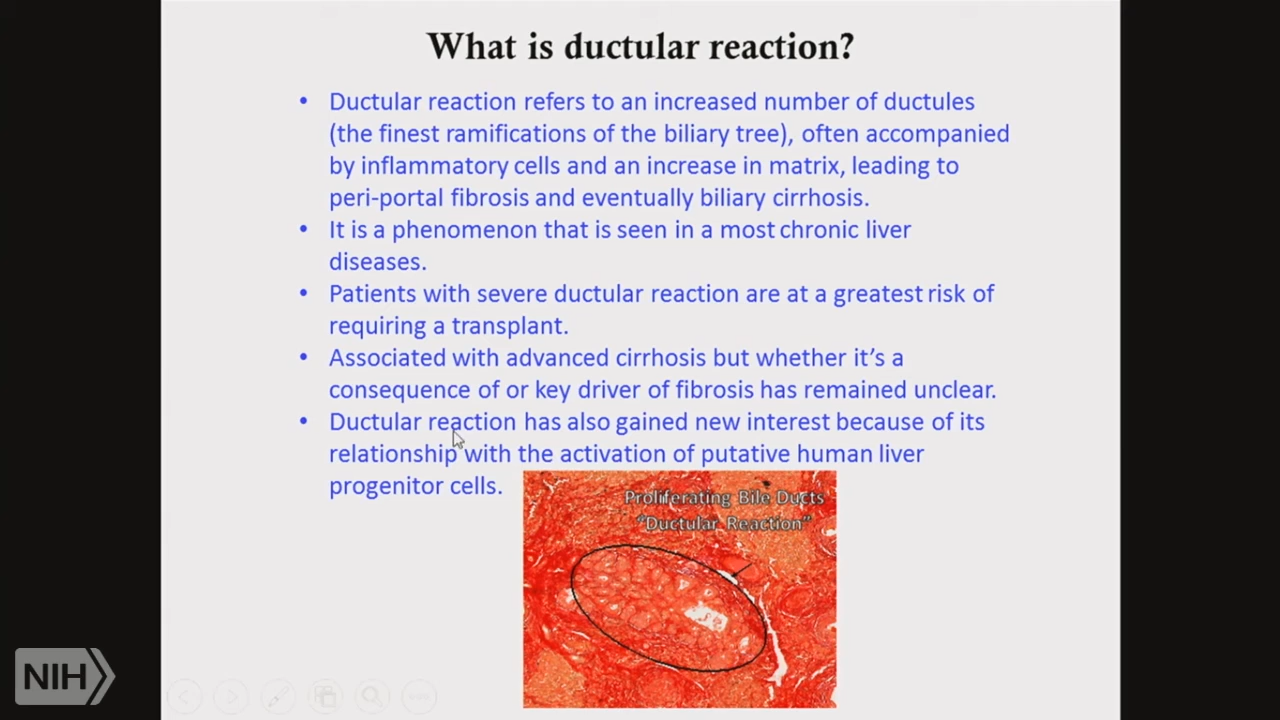 What is ductular reaction?
• Ductular reaction refers to an increased number of ductules
(the finest ramifications of the biliary tree), often accompanied
by inflammatory cells and an increase in matrix, leading to
peri-portal fibrosis and eventually biliary cirrhosis.
• It is a phenomenon that is seen in a most chronic liver
diseases.
• Patients with severe ductular reaction are at a greatest risk of
requiring a transplant.
• Associated with advanced cirrhosis but whether it's a
consequence of or key driver of fibrosis has remained unclear.
• Ductular reaction has also gained new interest because of its
relationship with the activation of putative human liver
progenitor cells.
Proliferating Bile Ducts
"Ductular Reaction"
NIH